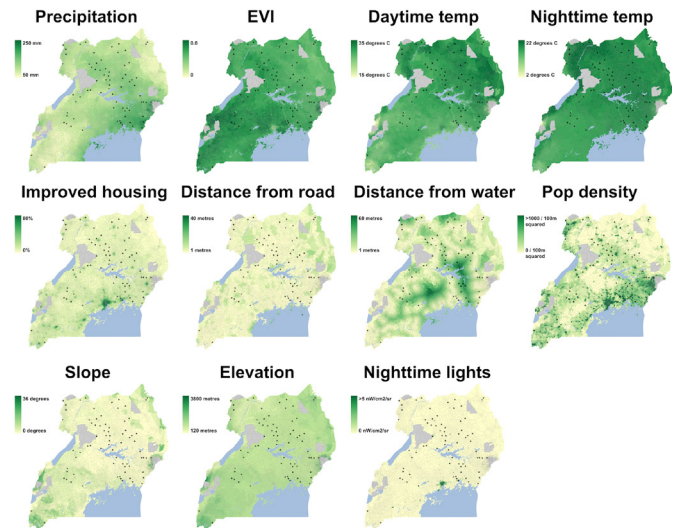 Precipitation
EVI
Daytime temp
Nighttime temp
250 mm
50 mm
0.6
0
35 degrees C
15 degrees C
22 degrees C
2 degrees C
Improved housing
Distance from road
Distance from water
Pop density
80%
0%
40 metres
1 metres
60 metres
1 metres
>1000 / 100m
squared
0 / 100m
squared
Slope
Elevation
Nighttime lights
36 degrees
0 degrees
3800 metres
120 metres
>5 nW/cm2/sr
0 nW/cm2/sr